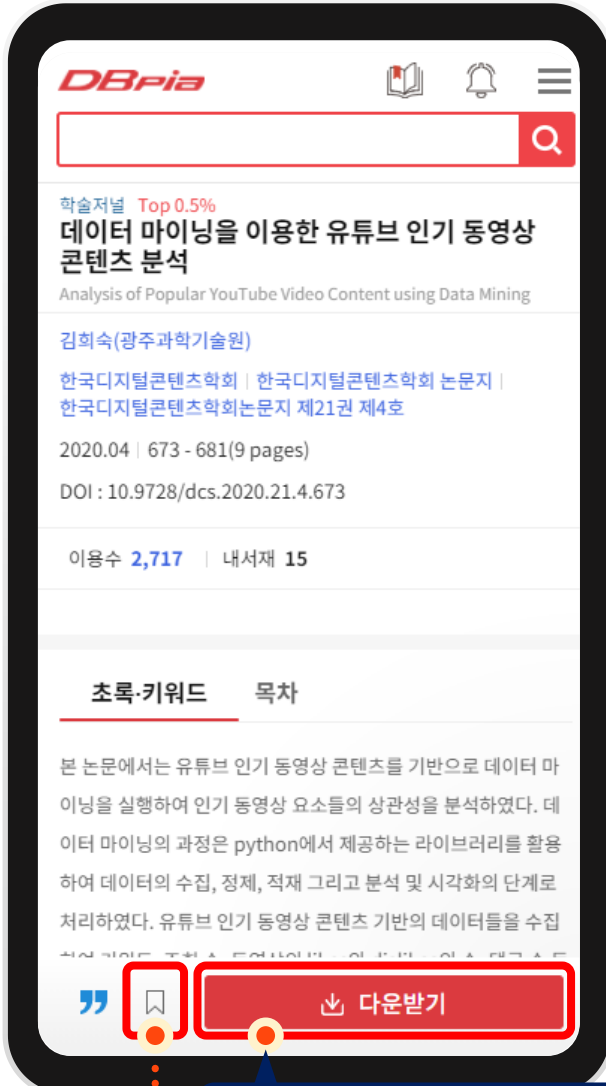 DBpia
학술저널 Top 0.5%
데이터 마이닝을 이용한 유튜브 인기 동영상
콘텐츠 분석
Analysis of Popular YouTube Video Content using Data Mining
김희숙(광주과학기술원)
한국디지털콘텐츠학회 | 한국디지털콘텐츠학회 논문지 |
한국디지털콘텐츠학회논문지 제21권 제4호
2020.04 | 673 - 681(9 pages)
DOI : 10.9728/dcs.2020.21.4.673
이용수 2,717 | 내서재 15
초록·키워드 목차
본 논문에서는 유튜브 인기 동영상 콘텐츠를 기반으로 데이터 마
이닝을 실행하여 인기 동영상 요소들의 상관성을 분석하였다. 데
이터 마이닝의 과정은 python에서 제공하는 라이브러리를 활용
하여 데이터의 수집, 정제, 적재 그리고 분석 및 시각화의 단계로
처리하였다. 유튜브 인기 동영상 콘텐츠 기반의 데이터들을 수집
다운받기